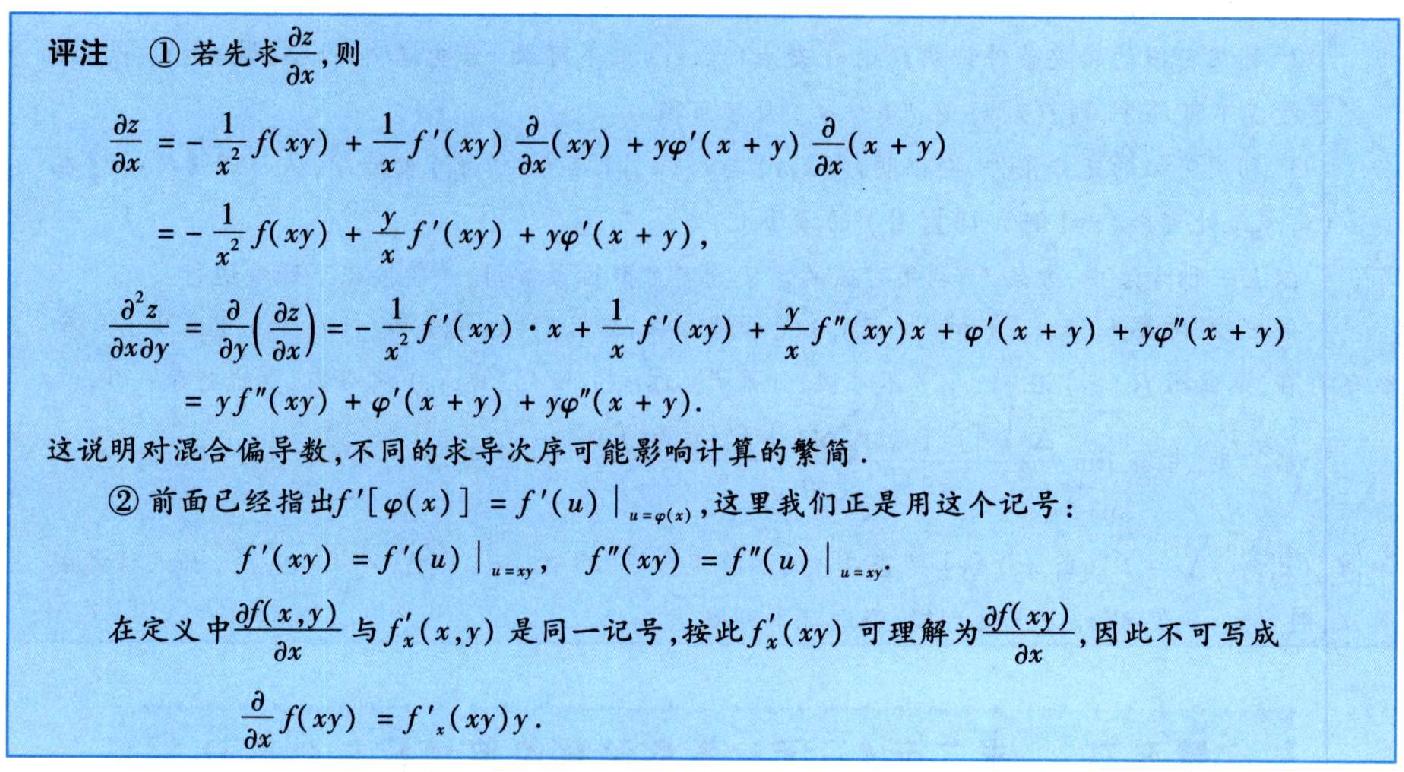 评注 ① 若先求$\frac{\partial z}{\partial x}$,则
$\frac{\partial z}{\partial x} = -\frac{1}{x^2}f(xy) + \frac{1}{x}f'(xy)\frac{\partial}{\partial x}(xy) + y\varphi'(x+y)\frac{\partial}{\partial x}(x+y)$
$= -\frac{1}{x^2}f(xy) + \frac{y}{x}f'(xy) + y\varphi'(x+y),$
$\frac{\partial^2 z}{\partial x\partial y} = \frac{\partial}{\partial y}\left(\frac{\partial z}{\partial x}\right) = -\frac{1}{x^2}f'(xy)\cdot x + \frac{1}{x}f'(xy) + \frac{y}{x}f''(xy)x + \varphi'(x+y) + y\varphi''(x+y)$
$= yf''(xy) + \varphi'(x+y) + y\varphi''(x+y).$
这说明对混合偏导数,不同的求导次序可能影响计算的繁简.
② 前面已经指出$f'[\varphi(x)] = f'(u)|_{u=\varphi(x)}$,这里我们正是用这个记号:
$f'(xy) = f'(u)|_{u=xy},\quad f''(xy) = f''(u)|_{u=xy}.$
在定义中$\frac{\partial f(x,y)}{\partial x}$与$f'_x(x,y)$是同一记号,按此$f'_x(xy)$可理解为$\frac{\partial f(xy)}{\partial x}$,因此不可写成
$\frac{\partial}{\partial x}f(xy) = f'_x(xy)y.$